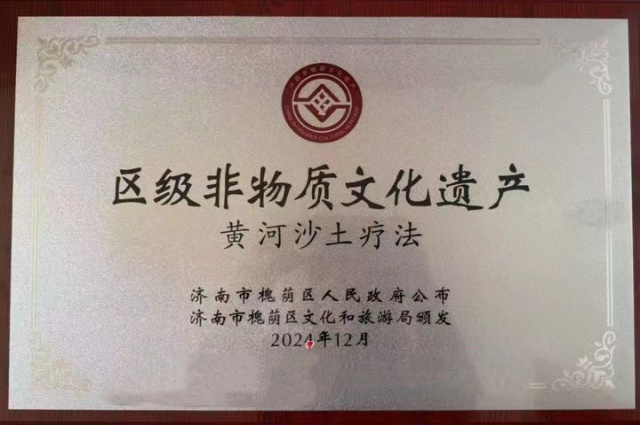 区级非物质文化遗产
黄河沙土疗法
济南市槐荫区人民政府公布
济南市槐荫区文化和旅游局颁发
2024年12月